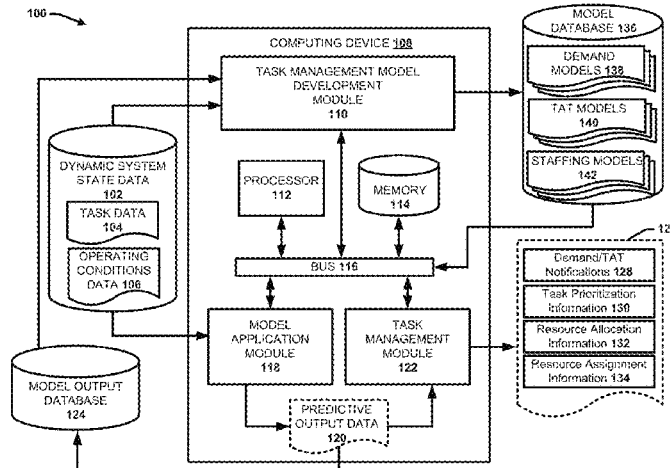 100
COMPUTING DEVICE 108
TASK MANAGEMENT MODEL
DEVELOPMENT
MODULE
110
MODEL
DATABASE 136
DEMAND
MODELS 138
TAT MODELS
140
STAFFING MODELS
142
DYNAMIC SYSTEM
STATE DATA
102
TASK DATA
104
OPERATING
CONDITIONS
DATA 106
PROCESSOR
112
MEMORY
114
BUS 116
MODEL
APPLICATION
MODULE
118
TASK
MANAGEMENT
MODULE
122
PREDICTIVE
OUTPUT DATA
120
MODEL OUTPUT
DATABASE
124
12
Demand/TAT
Notifications 128
Task Prioritization
Information 130
Resource Allocation
Information 132
Resource Assignment
Information 134